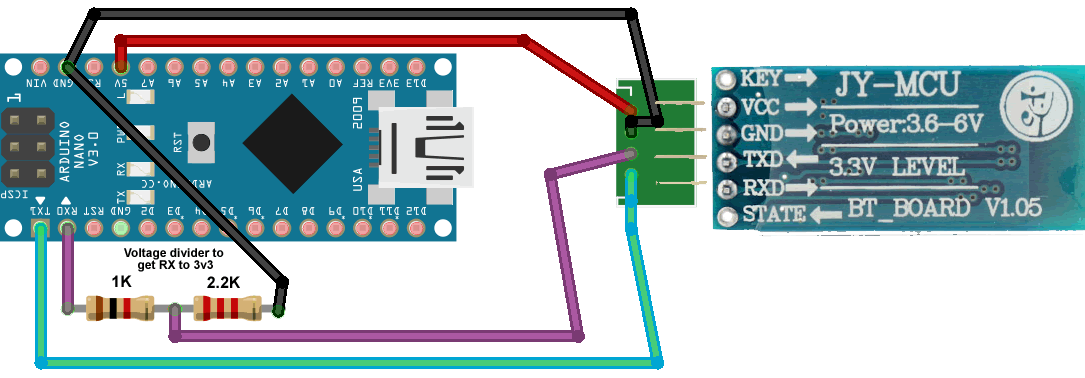 VIN GND RST 5V A7 A6 A5 A4 A3 A2 A1 A0 REF 3V3 D13
L
PWR
RX
TX
RST
ARDUINO
NANO
V3.0
ICSP
ARDUINO.CC
USA
2009
TX1 RX0 RST GND D2 D3 D4 D5 D6 D7 D8 D9 D10 D11 D12
Voltage divider to
get RX to 3v3
1K
2.2K
KEY
VCC
GND
TXD
RXD
STATE
JY-MCU
Power:3.6-6V
3.3V LEVEL
BT_BOARD V1.05